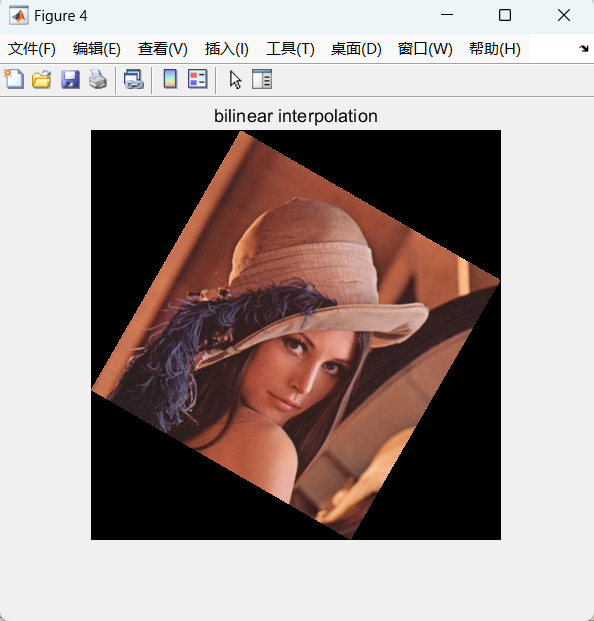 Figure 4
文件(F) 编辑(E) 查看(V) 插入(I) 工具(T) 桌面(D) 窗口(W) 帮助(H)
bilinear interpolation